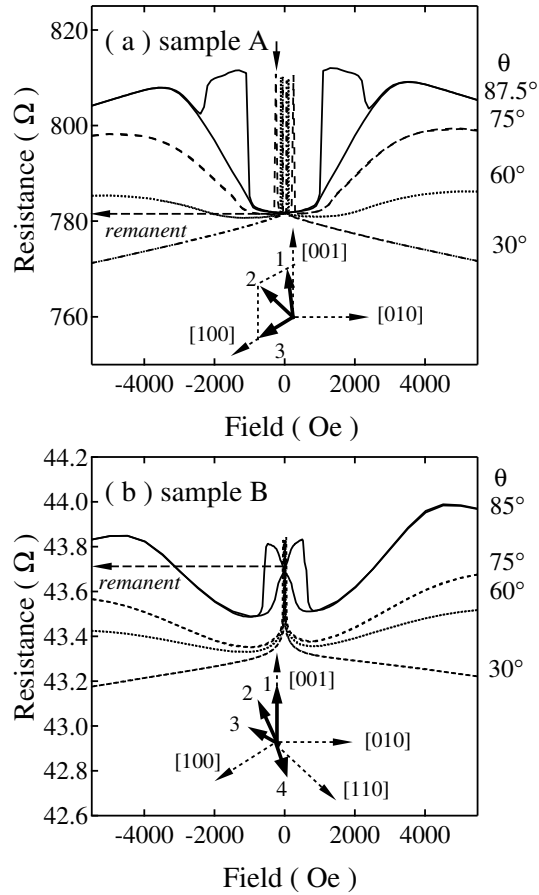 ( a ) sample A
θ
87.5°
75°
60°
30°
820
800
780
760
Resistance ( Ω )
remanent
1
[001]
2
[010]
[100]
3
-4000 -2000 0 2000 4000
Field ( Oe )
( b ) sample B
θ
85°
75°
60°
30°
44.2
44.0
43.8
43.6
43.4
43.2
43.0
42.8
42.6
Resistance ( Ω )
remanent
1
[001]
2
3
[010]
[100]
4
[110]
-4000 -2000 0 2000 4000
Field ( Oe )